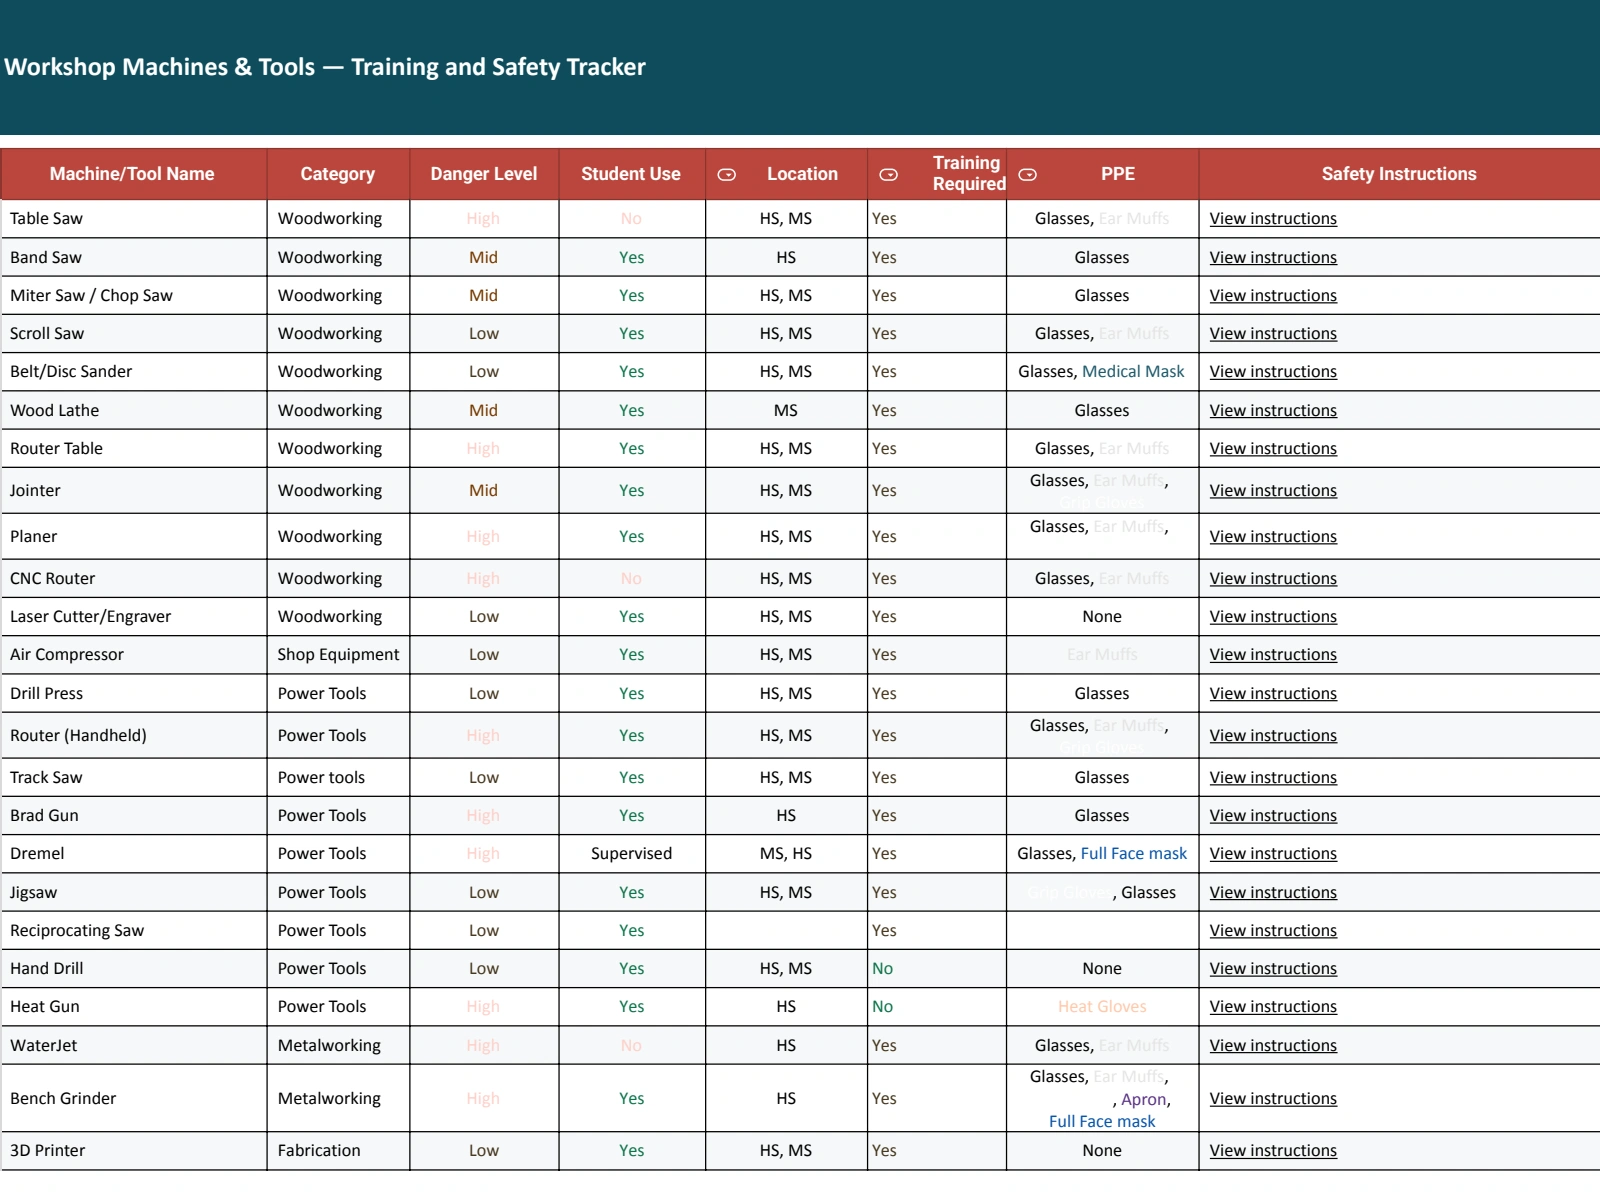 Workshop Machines & Tools — Training and Safety Tracker
Machine/Tool Name Category Danger Level Student Use Location Training Required PPE Safety Instructions
Table Saw Woodworking High No HS, MS Yes Glasses, Ear Muffs View instructions
Band Saw Woodworking Mid Yes HS Yes Glasses View instructions
Miter Saw / Chop Saw Woodworking Mid Yes HS, MS Yes Glasses View instructions
Scroll Saw Woodworking Low Yes HS, MS Yes Glasses, Ear Muffs View instructions
Belt/Disc Sander Woodworking Low Yes HS, MS Yes Glasses, Medical Mask View instructions
Wood Lathe Woodworking Mid Yes MS Yes Glasses View instructions
Router Table Woodworking High Yes HS, MS Yes Glasses, Ear Muffs View instructions
Jointer Woodworking Mid Yes HS, MS Yes Glasses, Ear Muffs, Grip Gloves View instructions
Planer Woodworking High Yes HS, MS Yes Glasses, Ear Muffs, View instructions
CNC Router Woodworking High No HS, MS Yes Glasses, Ear Muffs View instructions
Laser Cutter/Engraver Woodworking Low Yes HS, MS Yes None View instructions
Air Compressor Shop Equipment Low Yes HS, MS Yes Ear Muffs View instructions
Drill Press Power Tools Low Yes HS, MS Yes Glasses View instructions
Router (Handheld) Power Tools High Yes HS, MS Yes Glasses, Ear Muffs, Grip Gloves View instructions
Track Saw Power tools Low Yes HS, MS Yes Glasses View instructions
Brad Gun Power Tools High Yes HS Yes Glasses View instructions
Dremel Power Tools High Supervised MS, HS Yes Glasses, Full Face mask View instructions
Jigsaw Power Tools Low Yes HS, MS Yes Grip Gloves, Glasses View instructions
Reciprocating Saw Power Tools Low Yes Yes View instructions
Hand Drill Power Tools Low Yes HS, MS No None View instructions
Heat Gun Power Tools High Yes HS No Heat Gloves View instructions
WaterJet Metalworking High No HS Yes Glasses, Ear Muffs View instructions
Bench Grinder Metalworking High Yes HS Yes Glasses, Ear Muffs, , Apron, Full Face mask View instructions
3D Printer Fabrication Low Yes HS, MS Yes None View instructions